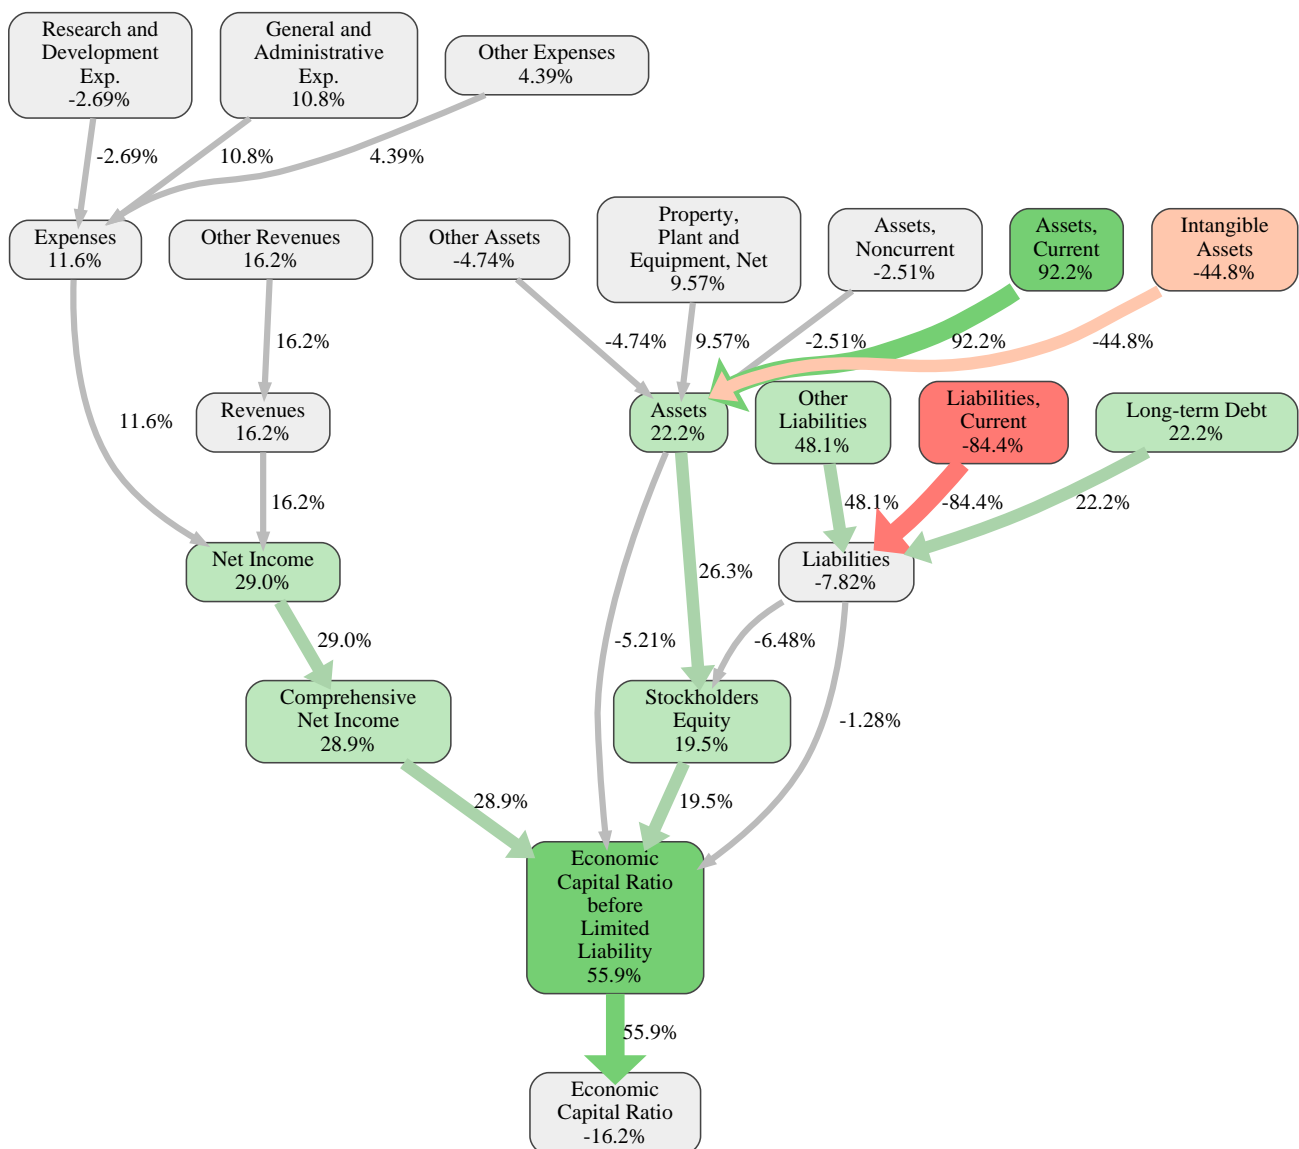 Research and
Development
Exp.
-2.69%
General and
Administrative
Exp.
10.8%
Other Expenses
4.39%
-2.69%
10.8%
4.39%
Expenses
11.6%
Other Revenues
16.2%
Other Assets
-4.74%
Property,
Plant and
Equipment, Net
9.57%
Assets,
Noncurrent
-2.51%
Assets,
Current
92.2%
Intangible
Assets
-44.8%
16.2%
-4.74%
9.57%
-2.51%
92.2%
-44.8%
11.6%
Revenues
16.2%
Assets
22.2%
Other
Liabilities
48.1%
Liabilities,
Current
-84.4%
Long-term Debt
22.2%
16.2%
48.1%
-84.4%
22.2%
Net Income
29.0%
26.3%
Liabilities
-7.82%
29.0%
-5.21%
-6.48%
Comprehensive
Net Income
28.9%
Stockholders
Equity
19.5%
-1.28%
28.9%
19.5%
Economic
Capital Ratio
before
Limited
Liability
55.9%
55.9%
Economic
Capital Ratio
-16.2%